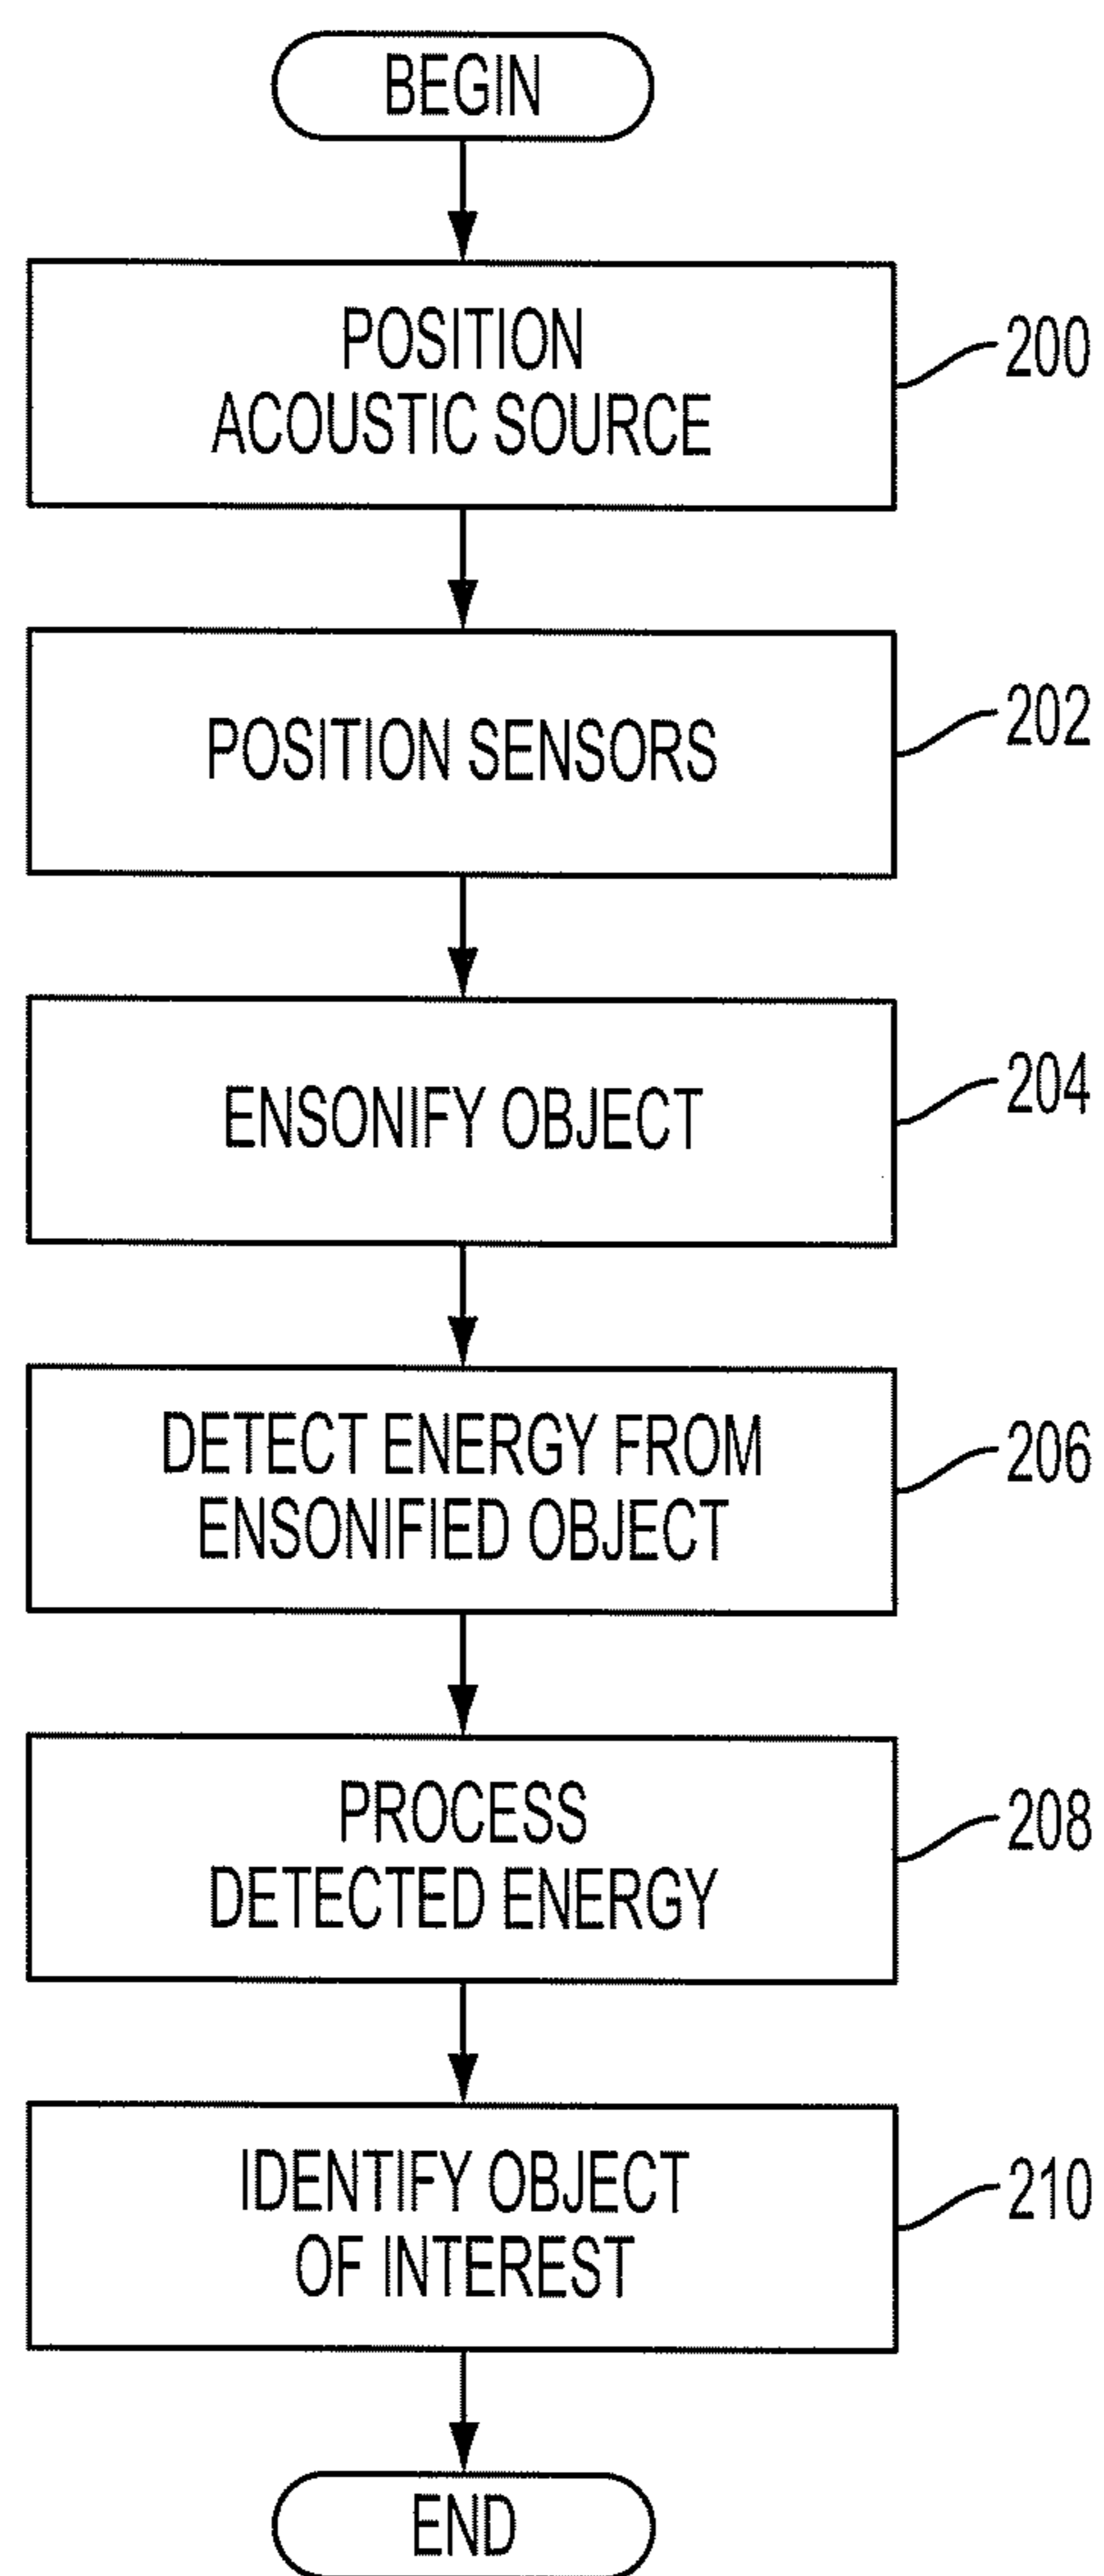 BEGIN
POSITION
ACOUSTIC SOURCE
200
POSITION SENSORS
202
ENSONIFY OBJECT
204
DETECT ENERGY FROM
ENSONIFIED OBJECT
206
PROCESS
DETECTED ENERGY
208
IDENTIFY OBJECT
OF INTEREST
210
END